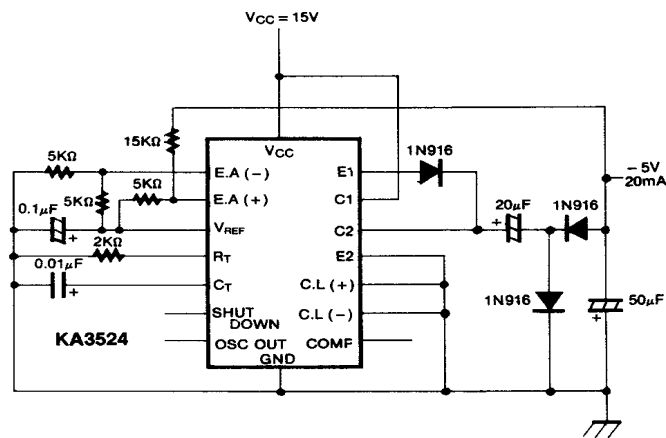 VCC = 15V
15KΩ
5KΩ
5KΩ
5KΩ
0.1μF
+
2KΩ
0.01μF
+
VCC
E.A (−)
E.A (+)
VREF
RT
CT
SHUT
DOWN
OSC OUT
GND
E1
C1
C2
E2
C.L (+)
C.L (−)
COMF
KA3524
1N916
+
20μF
1N916
1N916
− 5V
20mA
50μF
+